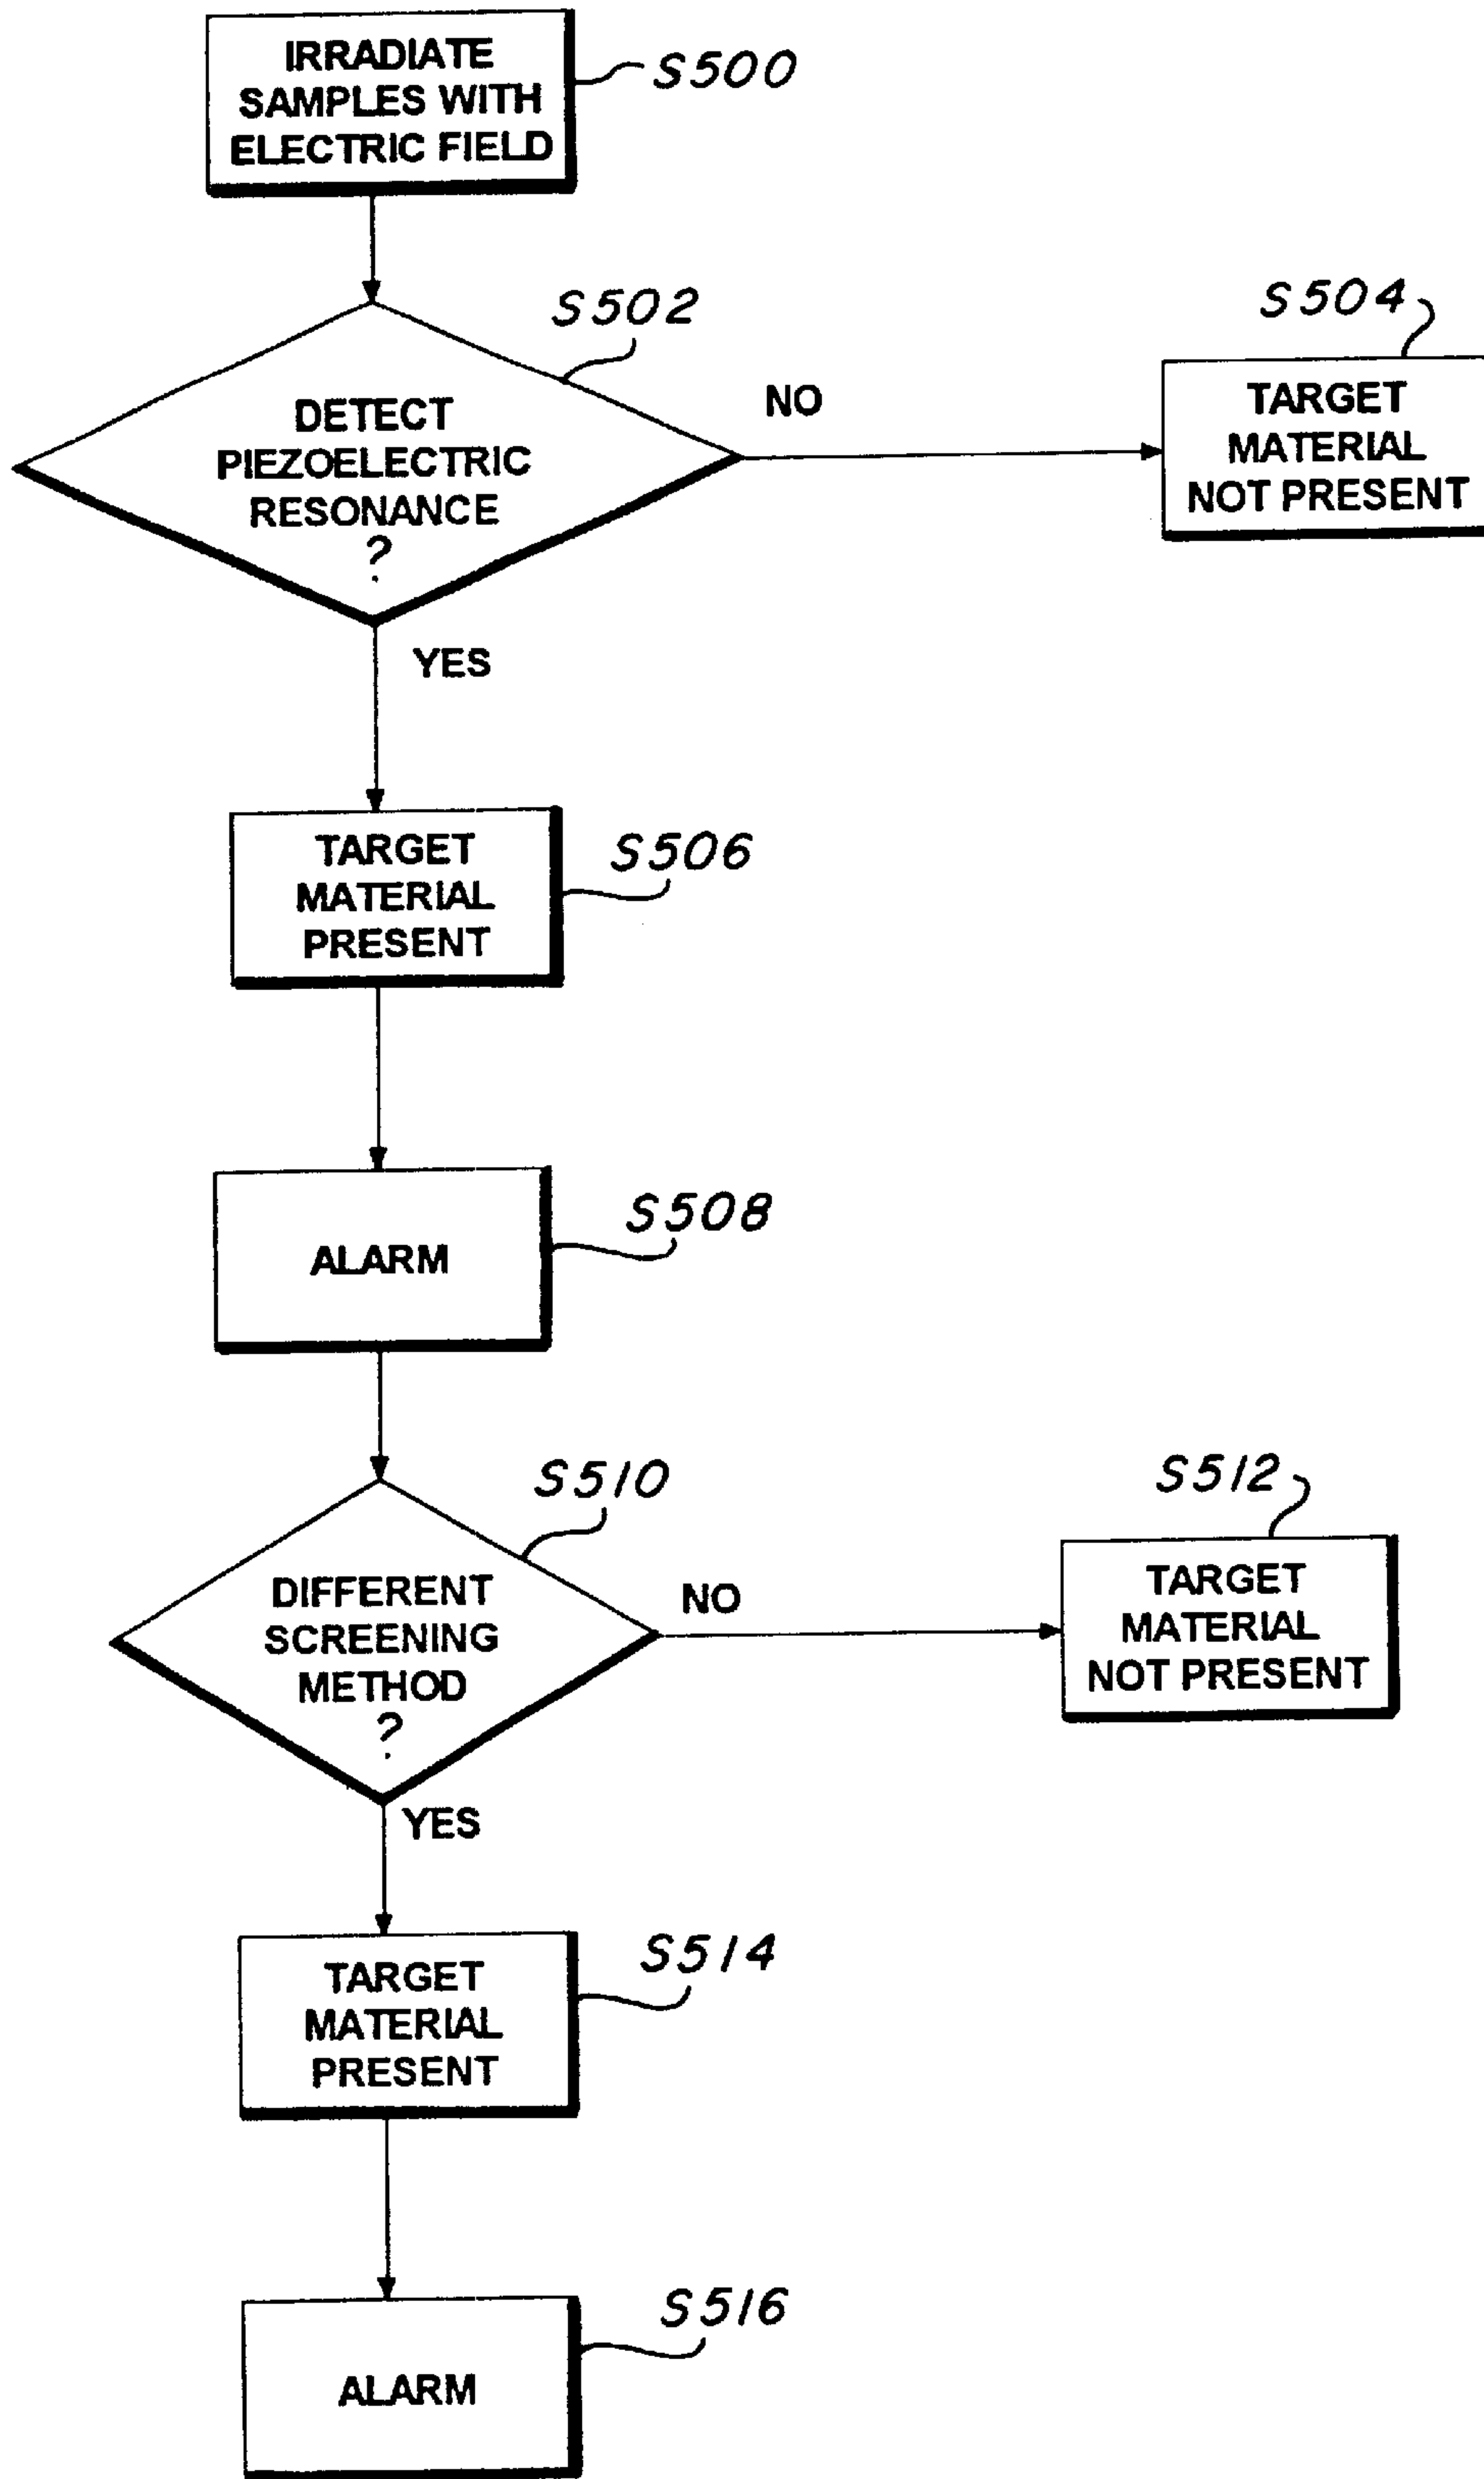 IRRADIATE
SAMPLES WITH
ELECTRIC FIELD
S500
S502
DETECT
PIEZOELECTRIC
RESONANCE
?
NO
S504
TARGET
MATERIAL
NOT PRESENT
YES
TARGET
MATERIAL
PRESENT
S506
ALARM
S508
S510
DIFFERENT
SCREENING
METHOD
?
NO
S512
TARGET
MATERIAL
NOT PRESENT
YES
TARGET
MATERIAL
PRESENT
S514
ALARM
S516